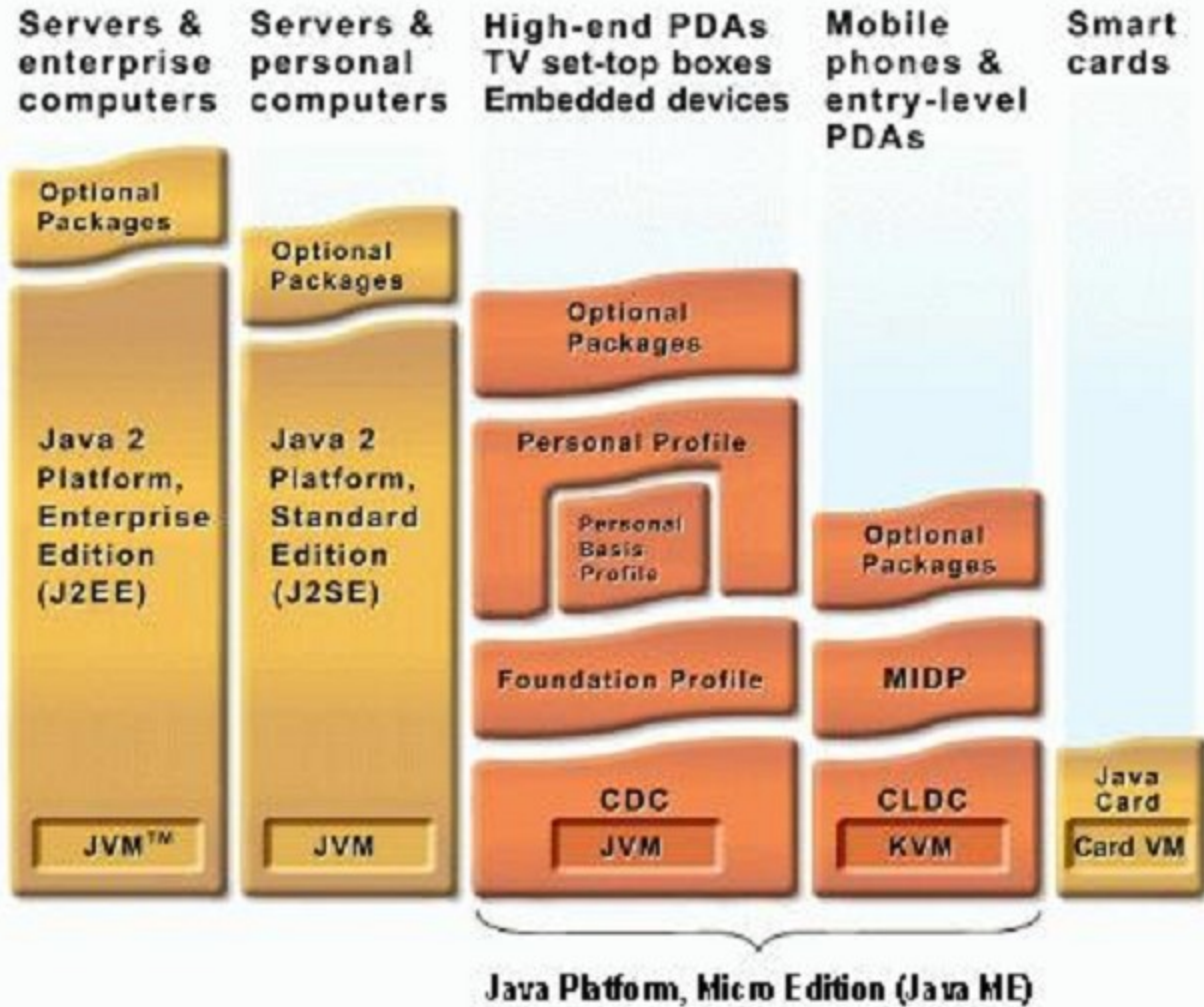 Servers &
enterprise
computers
Servers &
personal
computers
High-end PDAs
TV set-top boxes
Embedded devices
Mobile
phones &
entry-level
PDAs
Smart
cards
Optional
Packages
Java 2
Platform,
Enterprise
Edition
(J2EE)
JVM™
Optional
Packages
Java 2
Platform,
Standard
Edition
(J2SE)
JVM
Optional
Packages
Personal Profile
Personal
Basis
Profile
Foundation Profile
CDC
JVM
Optional
Packages
MIDP
CLDC
KVM
Java
Card
Card VM
Java Platform, Micro Edition (Java ME)